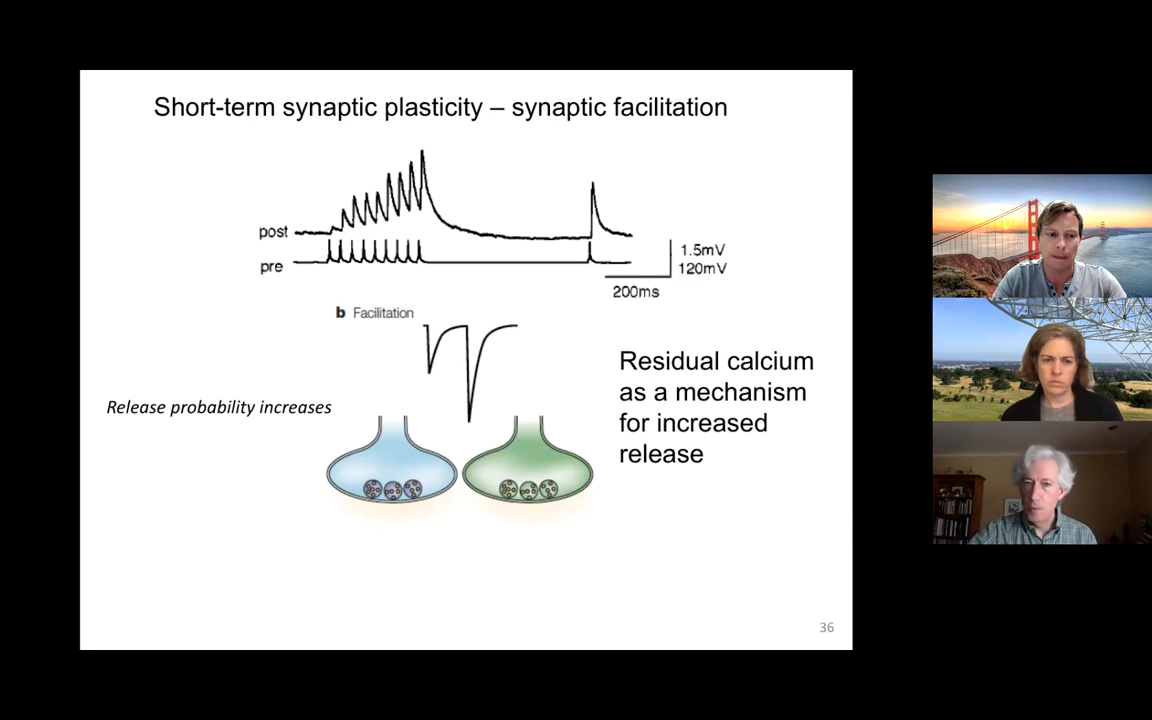 Short-term synaptic plasticity – synaptic facilitation
post
pre
1.5mV
120mV
200ms
b Facilitation
Residual calcium
as a mechanism
for increased
release
Release probability increases
36